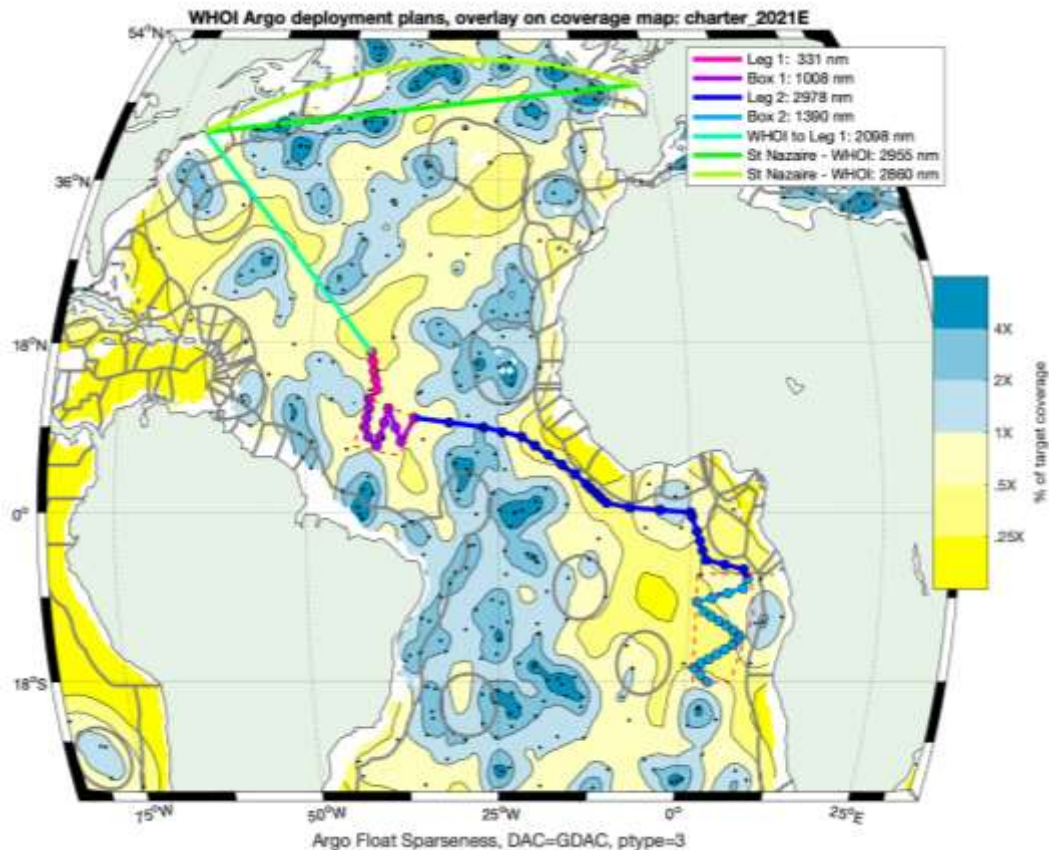 WHOI Argo deployment plans, overlay on coverage map: charter_2021E
54°N
36°N
18°N
0°
18°S
75°W
50°W
25°W
0°
25°E
Leg 1: 331 nm
Box 1: 1008 nm
Leg 2: 2978 nm
Box 2: 1390 nm
WHOI to Leg 1: 2098 nm
St Nazaire - WHOI: 2955 nm
St Nazaire - WHOI: 2860 nm
4X
2X
1X
.5X
.25X
% of target coverage
Argo Float Sparseness, DAC=GDAC, ptype=3